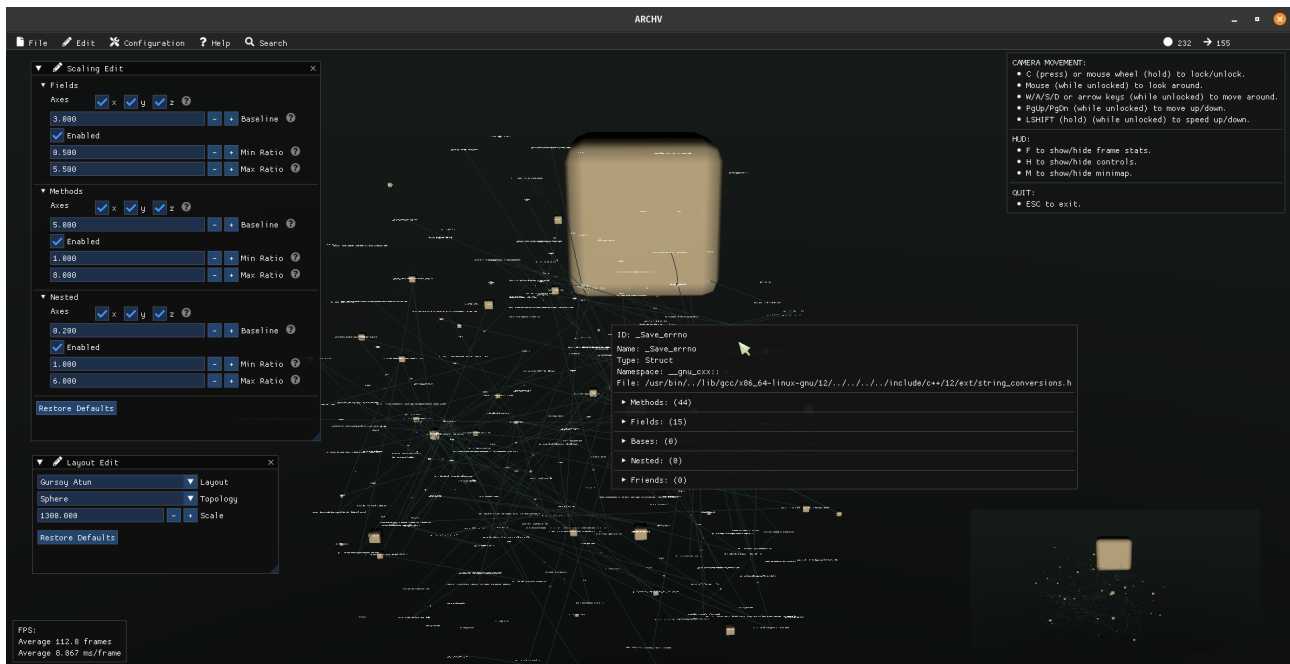 ARCHV
File Edit Configuration ? Help Search
232 155
Scaling Edit
Fields
Axes x y z
3.000 - + Baseline
Enabled
0.500 - + Min Ratio
5.500 - + Max Ratio
Methods
Axes x y z
5.000 - + Baseline
Enabled
1.000 - + Min Ratio
8.000 - + Max Ratio
Nested
Axes x y z
0.200 - + Baseline
Enabled
1.000 - + Min Ratio
6.000 - + Max Ratio
Restore Defaults
Layout Edit
Gursoy Atun Layout
Sphere Topology
1300.000 - + Scale
Restore Defaults
FPS:
Average 112.8 frames
Average 8.867 ms/frame
ID: _Save_errno
Name: _Save_errno
Type: Struct
Namespace: __gnu_cxx::
File: /usr/bin/../lib/gcc/x86_64-linux-gnu/12/../../../../include/c++/12/ext/string_conversions.h
Methods: (44)
Fields: (15)
Bases: (0)
Nested: (0)
Friends: (0)
CAMERA MOVEMENT:
• C (press) or mouse wheel (hold) to lock/unlock.
• Mouse (while unlocked) to look around.
• W/A/S/D or arrow keys (while unlocked) to move around.
• PgUp/PgDn (while unlocked) to move up/down.
• LSHIFT (hold) (while unlocked) to speed up/down.
HUD:
• F to show/hide frame stats.
• H to show/hide controls.
• M to show/hide minimap.
QUIT:
• ESC to exit.